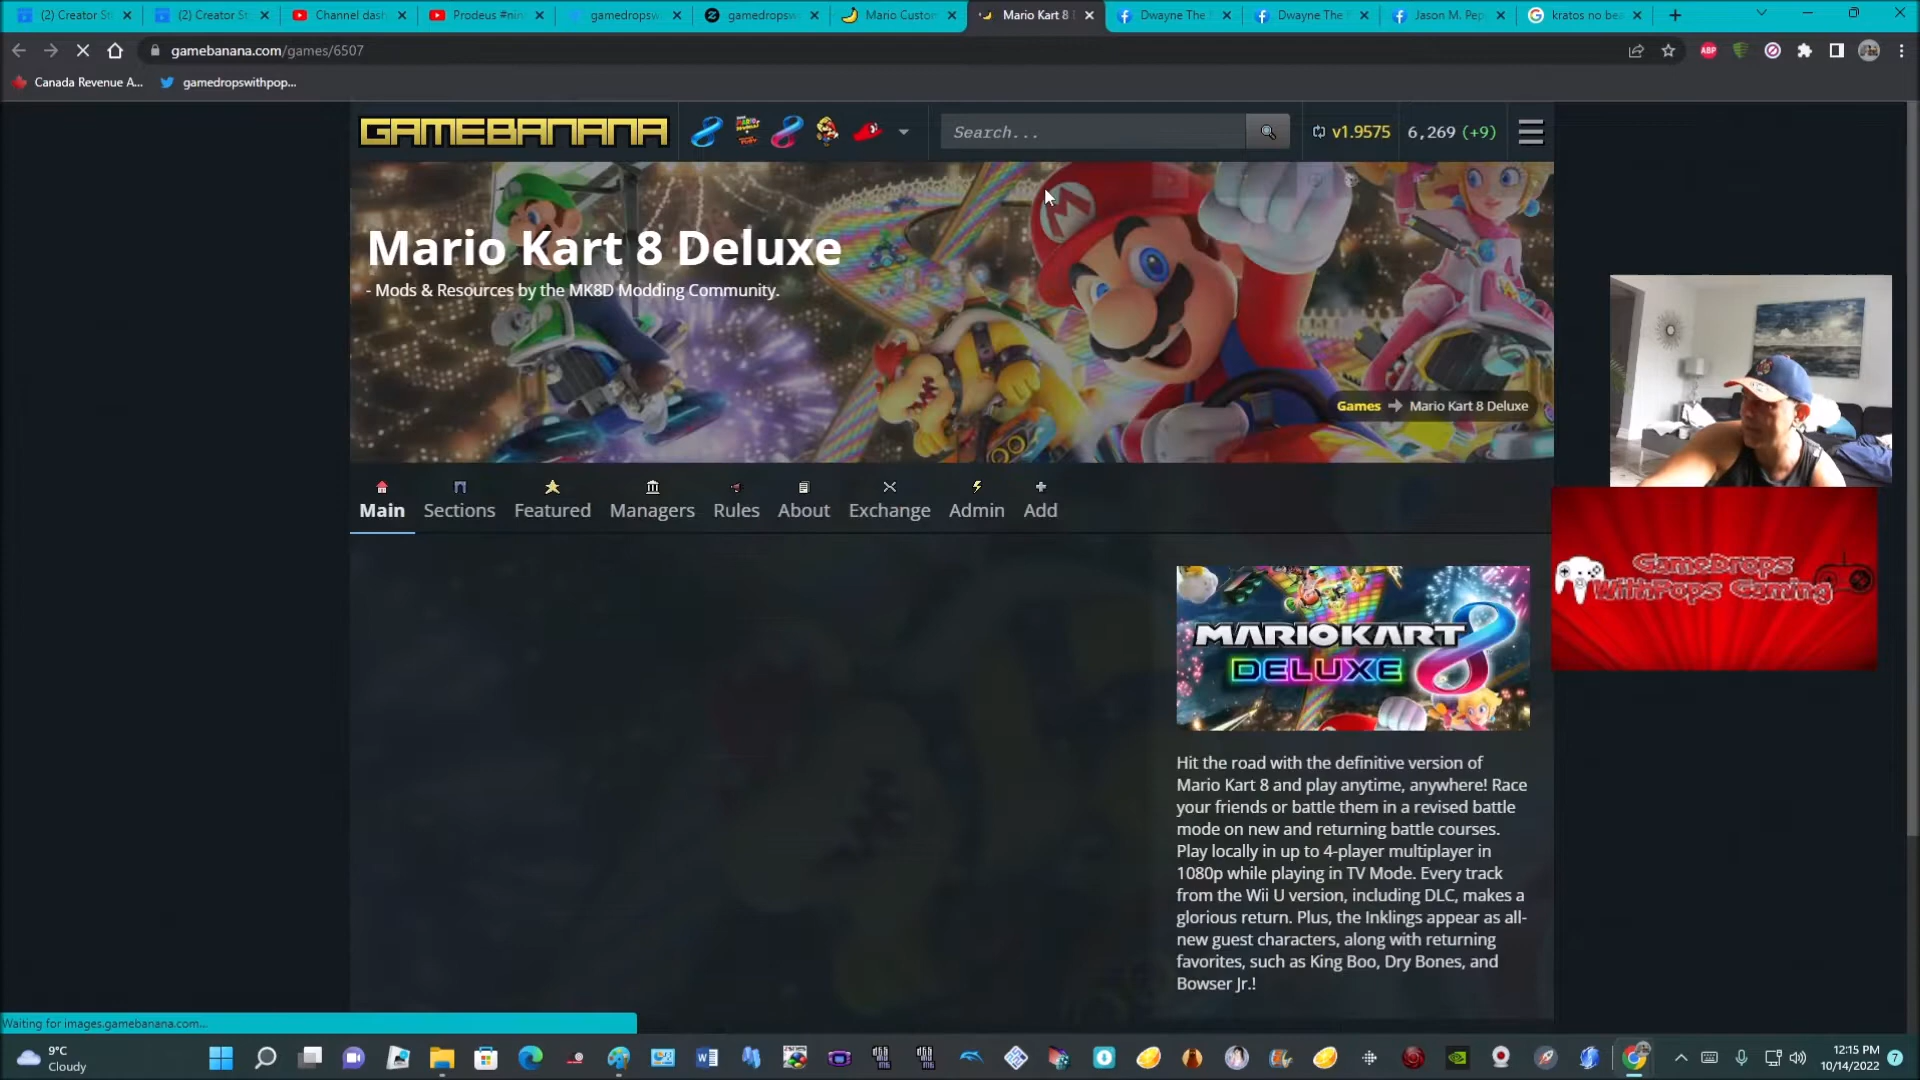 (2) Creator St
(2) Creator St
Channel das
Prodeus #nin
gamedropsw
gamedropsw
Mario Custom
Mario Kart 8
Dwayne The
Dwayne The
Jason M. Pep
kratos no bea
gamebanana.com/games/6507
Canada Revenue A...
gamedropswithpop...
GAMEBANANA
Search...
v1.9575
6,269 (+9)
Mario Kart 8 Deluxe
- Mods & Resources by the MK8D Modding Community.
Games
Mario Kart 8 Deluxe
Main
Sections
Featured
Managers
Rules
About
Exchange
Admin
Add
MARIOKART 8
DELUXE
GameDrops
WithPops Gaming
Hit the road with the definitive version of
Mario Kart 8 and play anytime, anywhere! Race
your friends or battle them in a revised battle
mode on new and returning battle courses.
Play locally in up to 4-player multiplayer in
1080p while playing in TV Mode. Every track
from the Wii U version, including DLC, makes a
glorious return. Plus, the Inklings appear as all-
new guest characters, along with returning
favorites, such as King Boo, Dry Bones, and
Bowser Jr.!
Waiting for images.gamebanana.com...
9°C
Cloudy
12:15 PM
10/14/2022
7